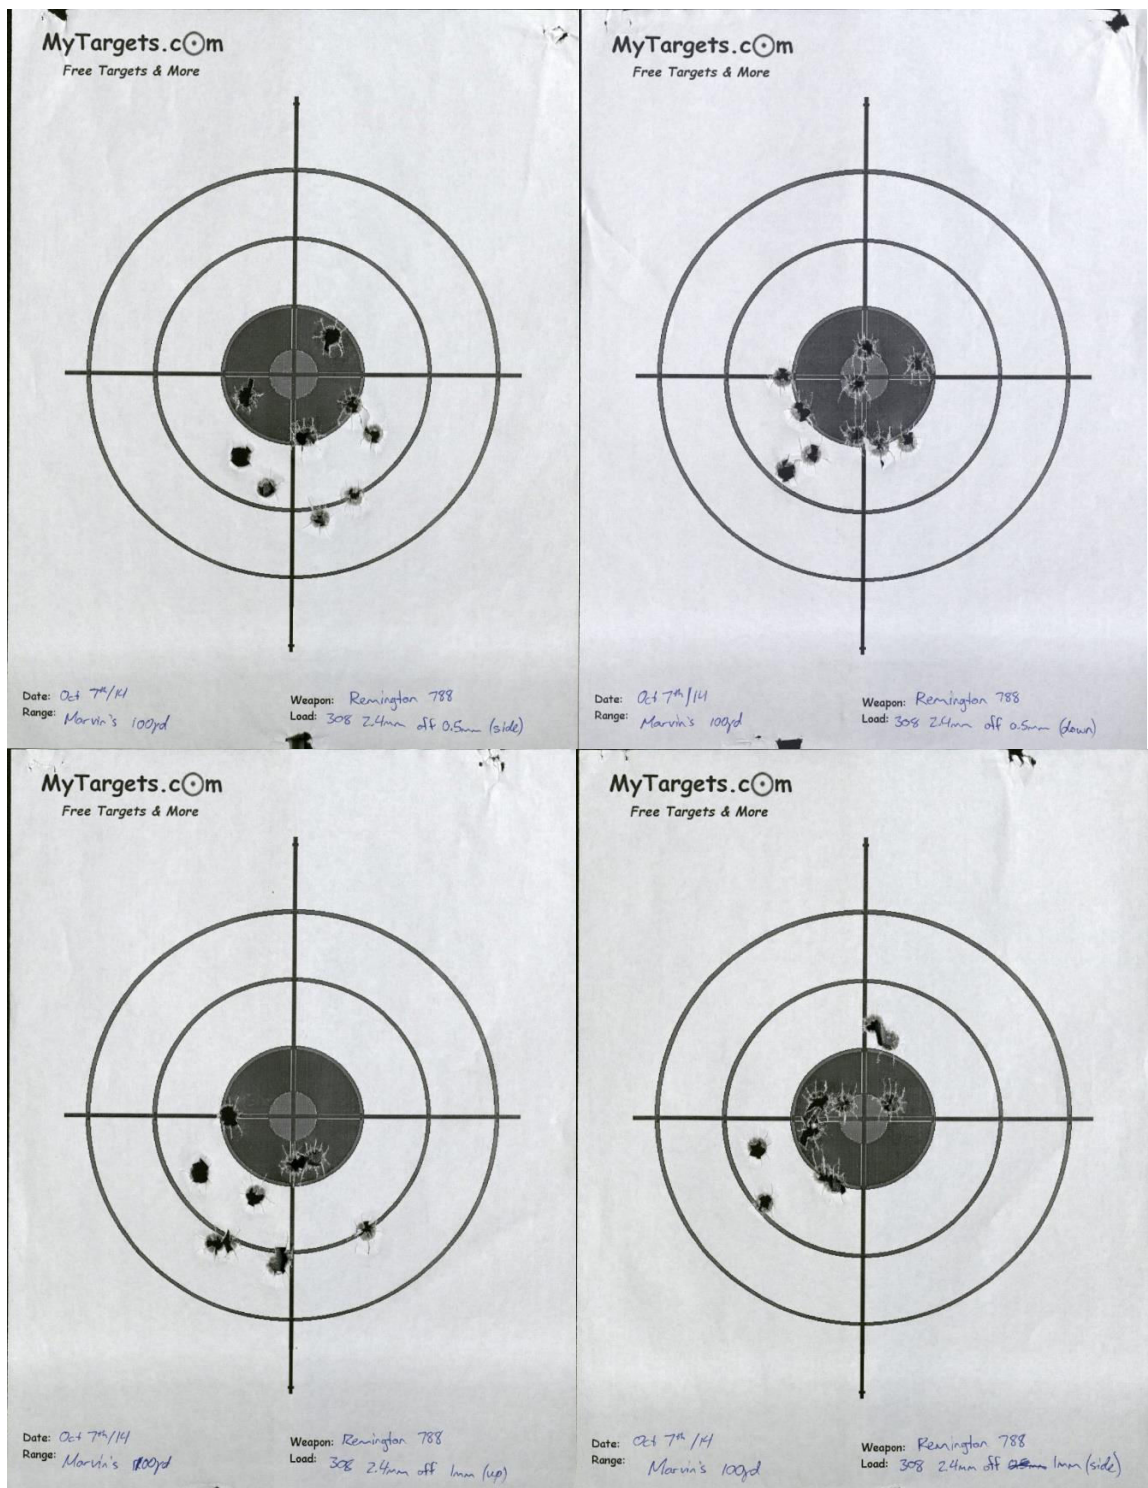 MyTargets.com
Free Targets & More
Date: Oct 7th/14
Range: Marvin's 100yd
Weapon: Remington 788
Load: 308 2.4mm off 0.5mm (side)
MyTargets.com
Free Targets & More
Date: Oct 7th/14
Range: Marvin's 100yd
Weapon: Remington 788
Load: 308 2.4mm off 0.5mm (down)
MyTargets.com
Free Targets & More
Date: Oct 7th/14
Range: Marvin's 100yd
Weapon: Remington 788
Load: 308 2.4mm off 1mm (up)
MyTargets.com
Free Targets & More
Date: Oct 7th/14
Range: Marvin's 100yd
Weapon: Remington 788
Load: 308 2.4mm off 1mm (side)